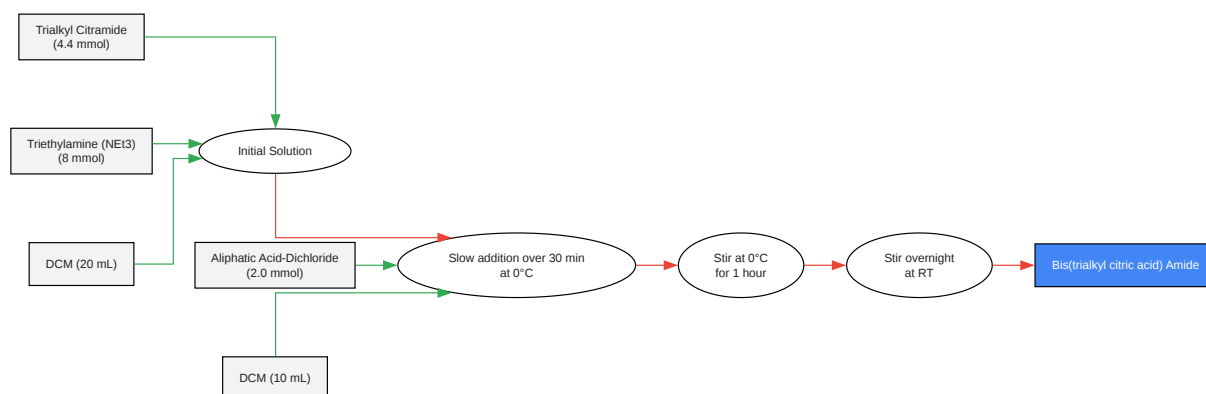 Trialkyl Citramide
(4.4 mmol)
Triethylamine (NEt3)
(8 mmol)
Initial Solution
DCM (20 mL)
Aliphatic Acid-Dichloride
(2.0 mmol)
Slow addition over 30 min
at 0°C
Stir at 0°C
for 1 hour
Stir overnight
at RT
Bis(trialkyl citric acid) Amide
DCM (10 mL)